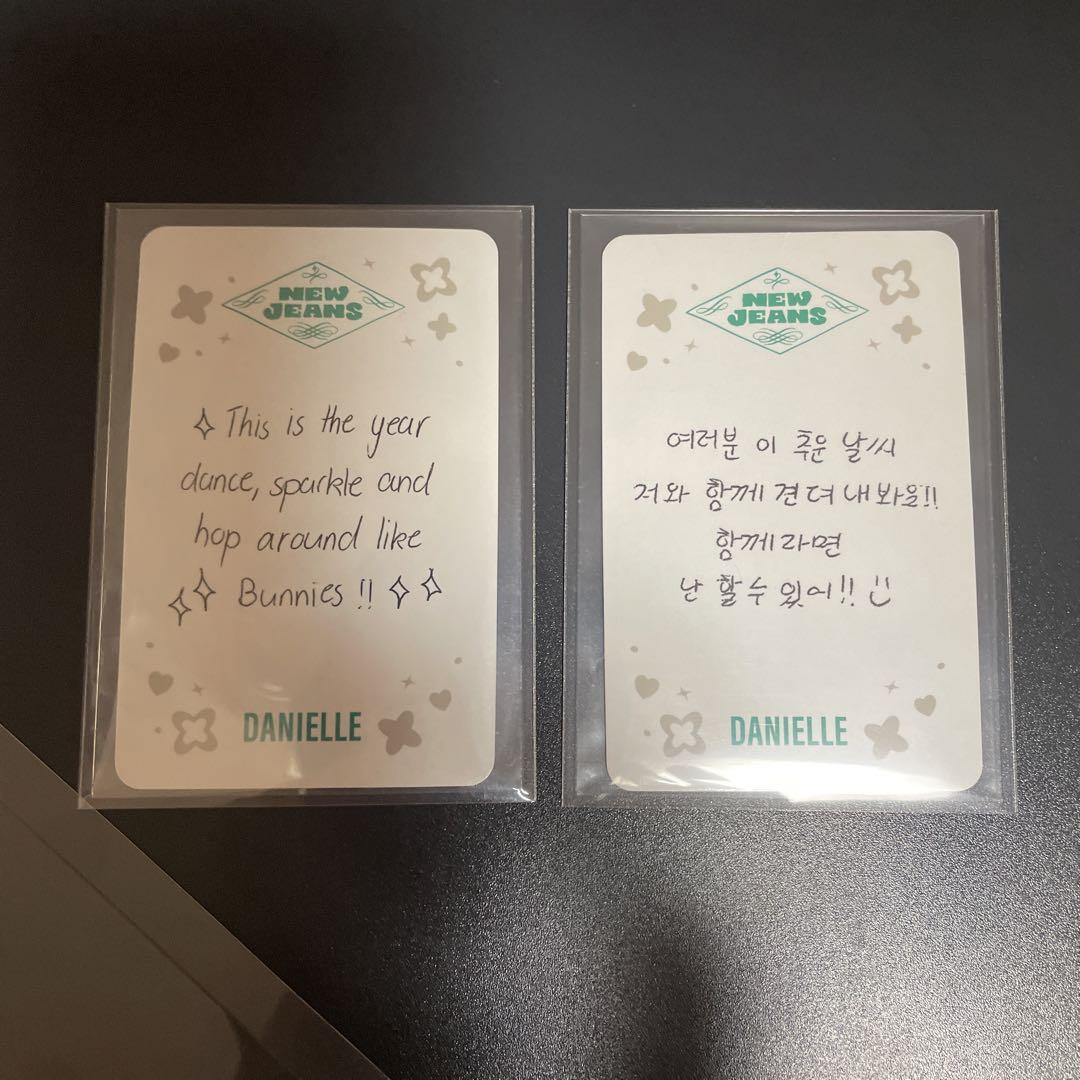 NEW
JEANS
This is the year
dance, sparkle and
hop around like
Bunnies !!
DANIELLE
NEW
JEANS
여러분 이 추운 날씨
저와 함께 견뎌내봐요!!
함께라면
난 할 수 있어!!
DANIELLE